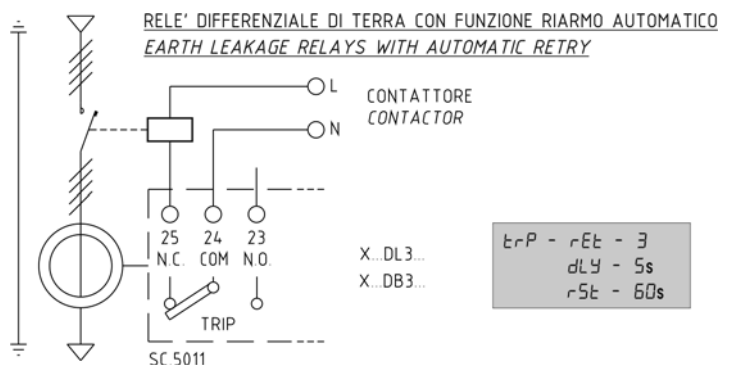 RELE' DIFFERENZIALE DI TERRA CON FUNZIONE RIARMO AUTOMATICO
EARTH LEAKAGE RELAYS WITH AUTOMATIC RETRY
L
CONTATTORE
CONTACTOR
N
25 24 23
N.C. COM N.O.
X...DL3...
X...DB3...
trP - rEt - 3
dLY - 5s
rSt - 60s
TRIP
SC.5011